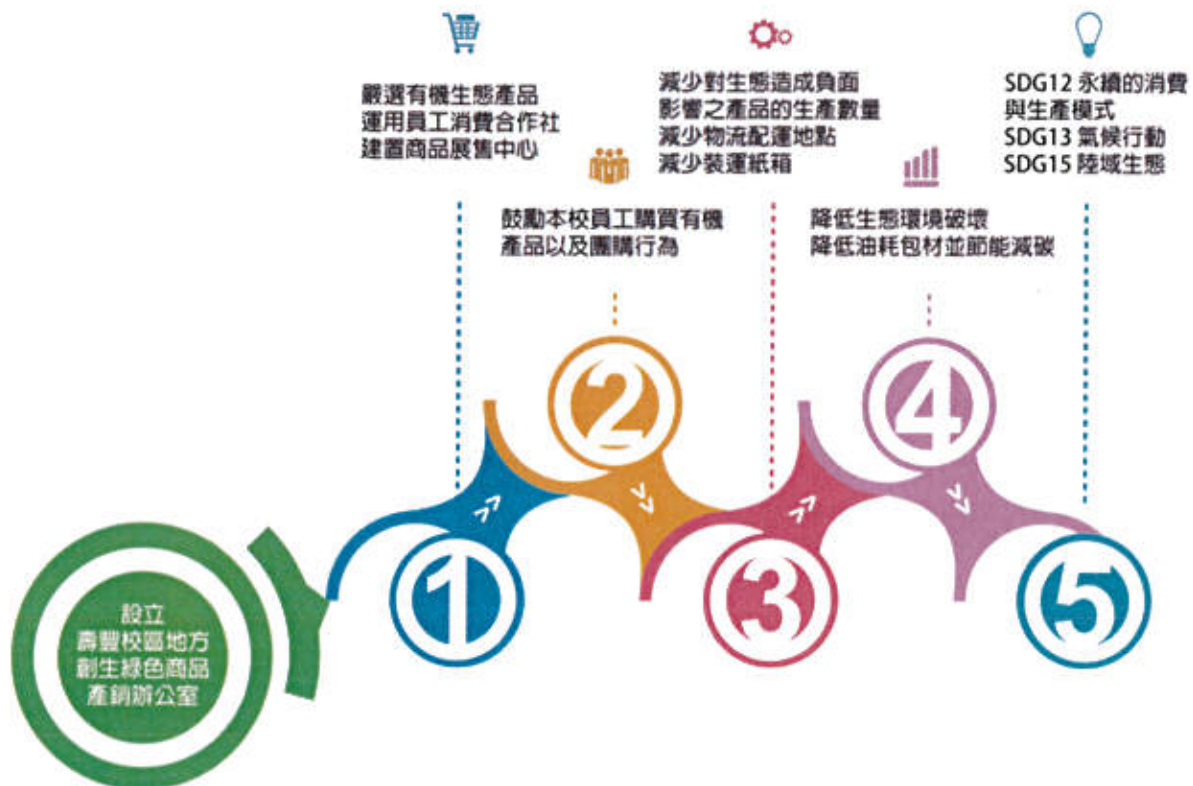 設立
壽豐校區地方
創生綠色商品
產銷辦公室
1
嚴選有機生態產品
運用員工消費合作社
建置商品展售中心
2
鼓勵本校員工購買有機
產品以及團購行為
3
減少對生態造成負面
影響之產品的生產數量
減少物流配運地點
減少裝運紙箱
4
降低生態環境破壞
降低油耗包材並節能減碳
5
SDG12 永續的消費
與生產模式
SDG13 氣候行動
SDG15 陸域生態